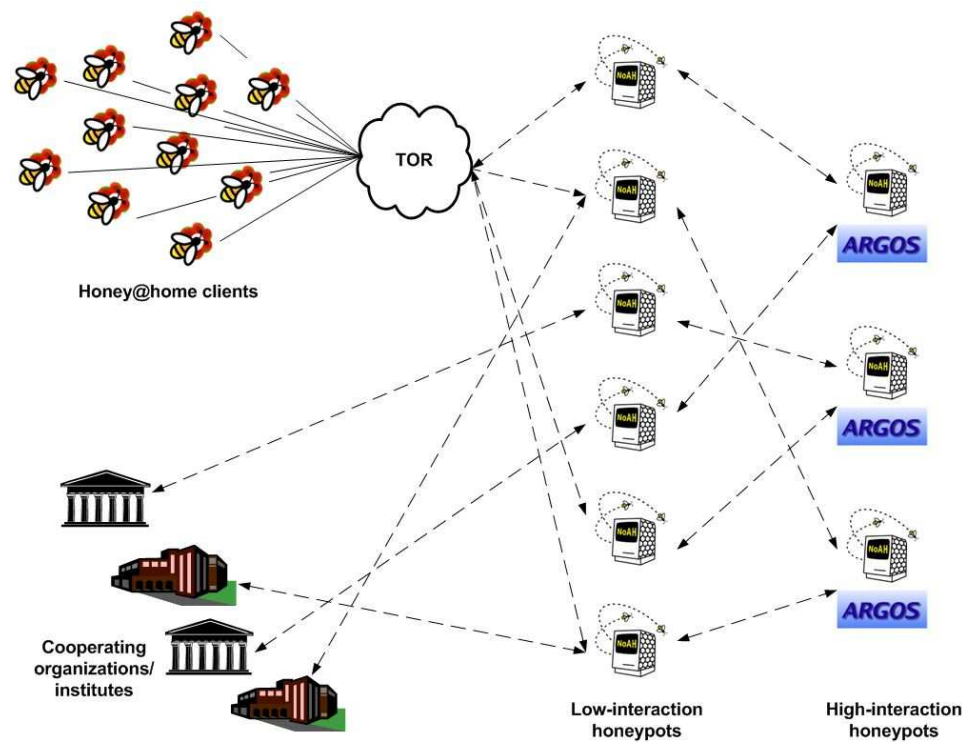 NoAH
TOR
NoAH
NoAH
ARGOS
Honey@home clients
NoAH
NoAH
NoAH
ARGOS
NoAH
NoAH
ARGOS
NoAH
Cooperating
organizations/
institutes
Low-interaction
honeypots
High-interaction
honeypots